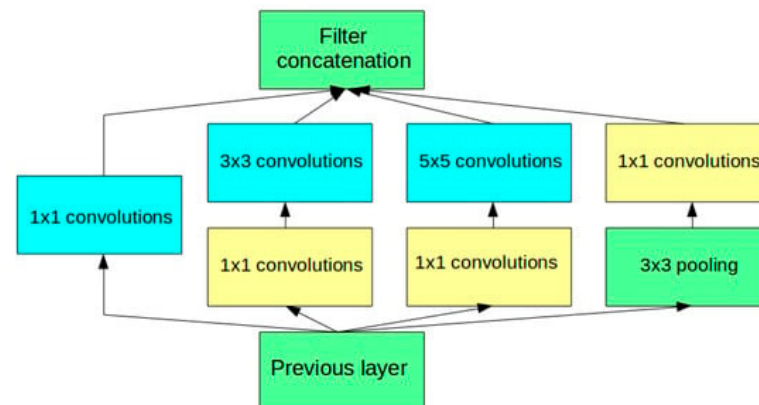 Filter
concatenation
3x3 convolutions
5x5 convolutions
1x1 convolutions
1x1 convolutions
1x1 convolutions
1x1 convolutions
3x3 pooling
Previous layer